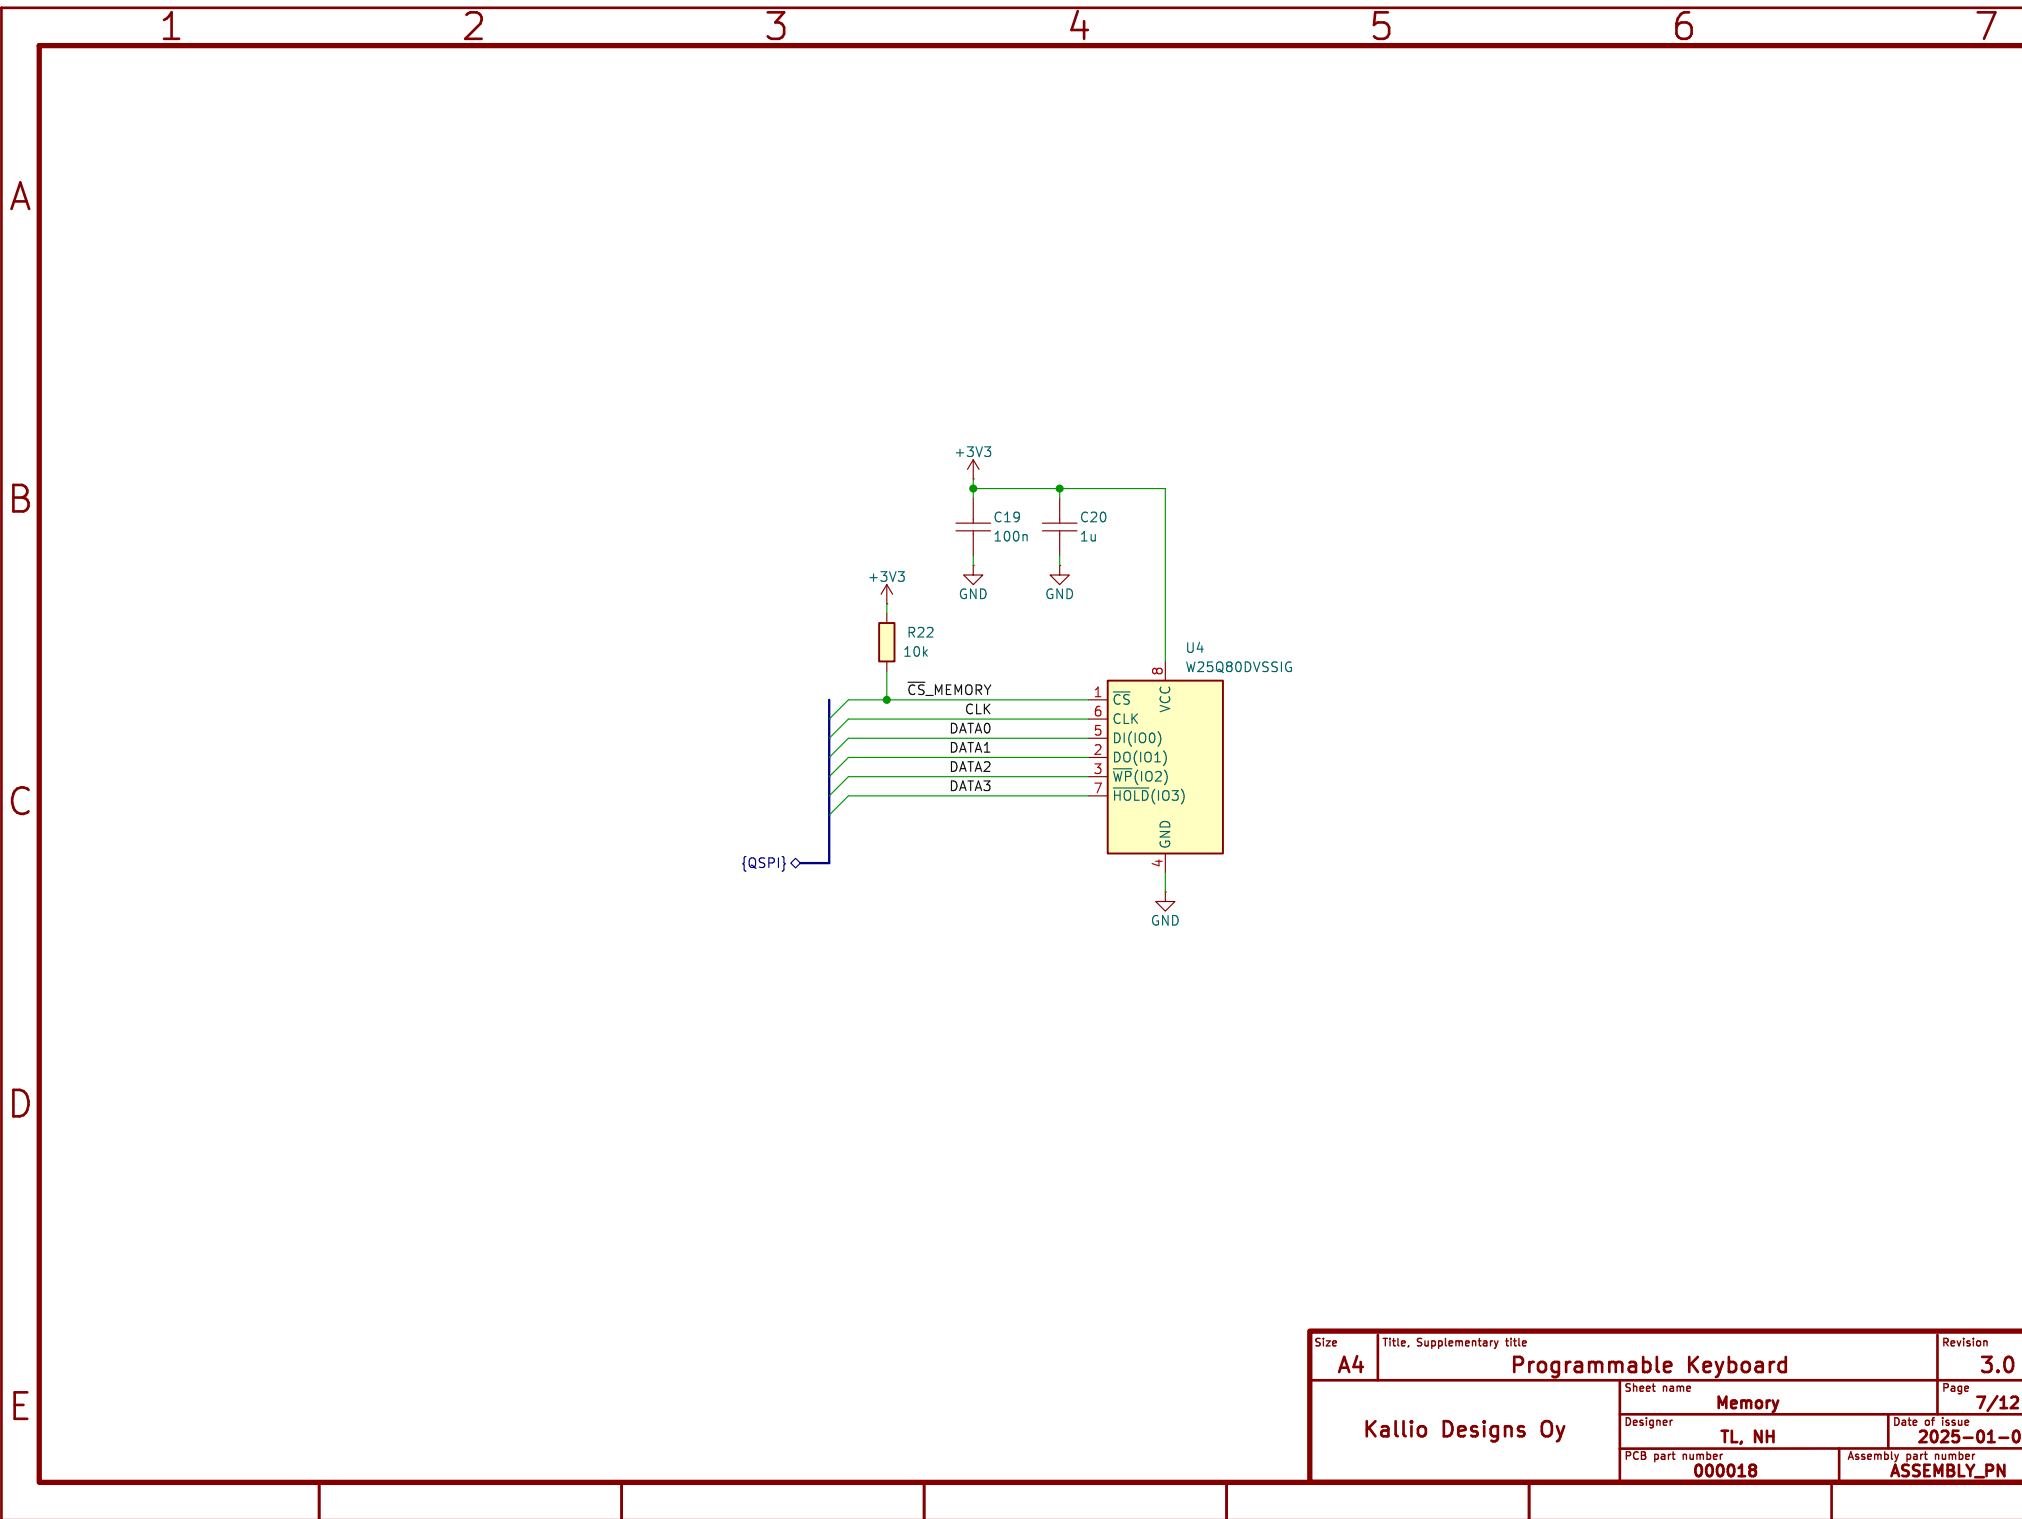 1 2 3 4 5 6 7
A
B
C
D
E
+3V3
C19
100n
C20
1u
GND
GND
+3V3
R22
10k
U4
W25Q80DVSSIG
8
VCC
CS_MEMORY
1
CS
CLK
6
CLK
DATA0
5
DI(IO0)
DATA1
2
DO(IO1)
DATA2
3
WP(IO2)
DATA3
7
HOLD(IO3)
GND
4
{QSPI}
GND
Size
A4
Title, Supplementary title
Programmable Keyboard
Revision
3.0
Kallio Designs Oy
Sheet name
Memory
Page
7/12
Designer
TL, NH
Date of issue
2025-01-0
PCB part number
000018
Assembly part number
ASSEMBLY_PN